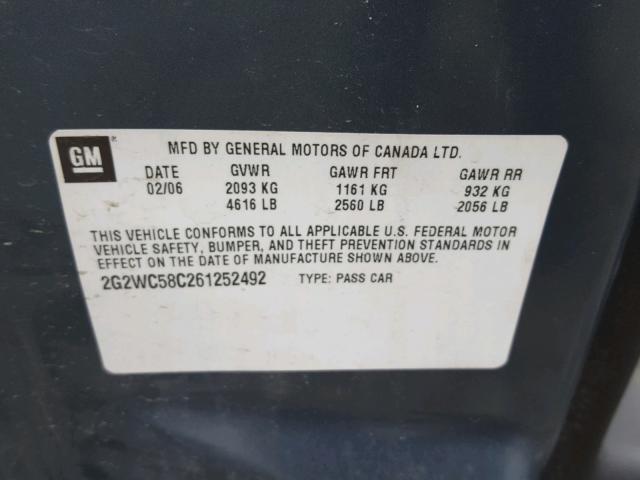 GM
MFD BY GENERAL MOTORS OF CANADA LTD.
DATE GVWR GAWR FRT GAWR RR
02/06 2093 KG 1161 KG 932 KG
4616 LB 2560 LB 2056 LB
THIS VEHICLE CONFORMS TO ALL APPLICABLE U.S. FEDERAL MOTOR
VEHICLE SAFETY, BUMPER, AND THEFT PREVENTION STANDARDS IN
EFFECT ON THE DATE OF MANUFACTURE SHOWN ABOVE.
2G2WC58C261252492 TYPE: PASS CAR